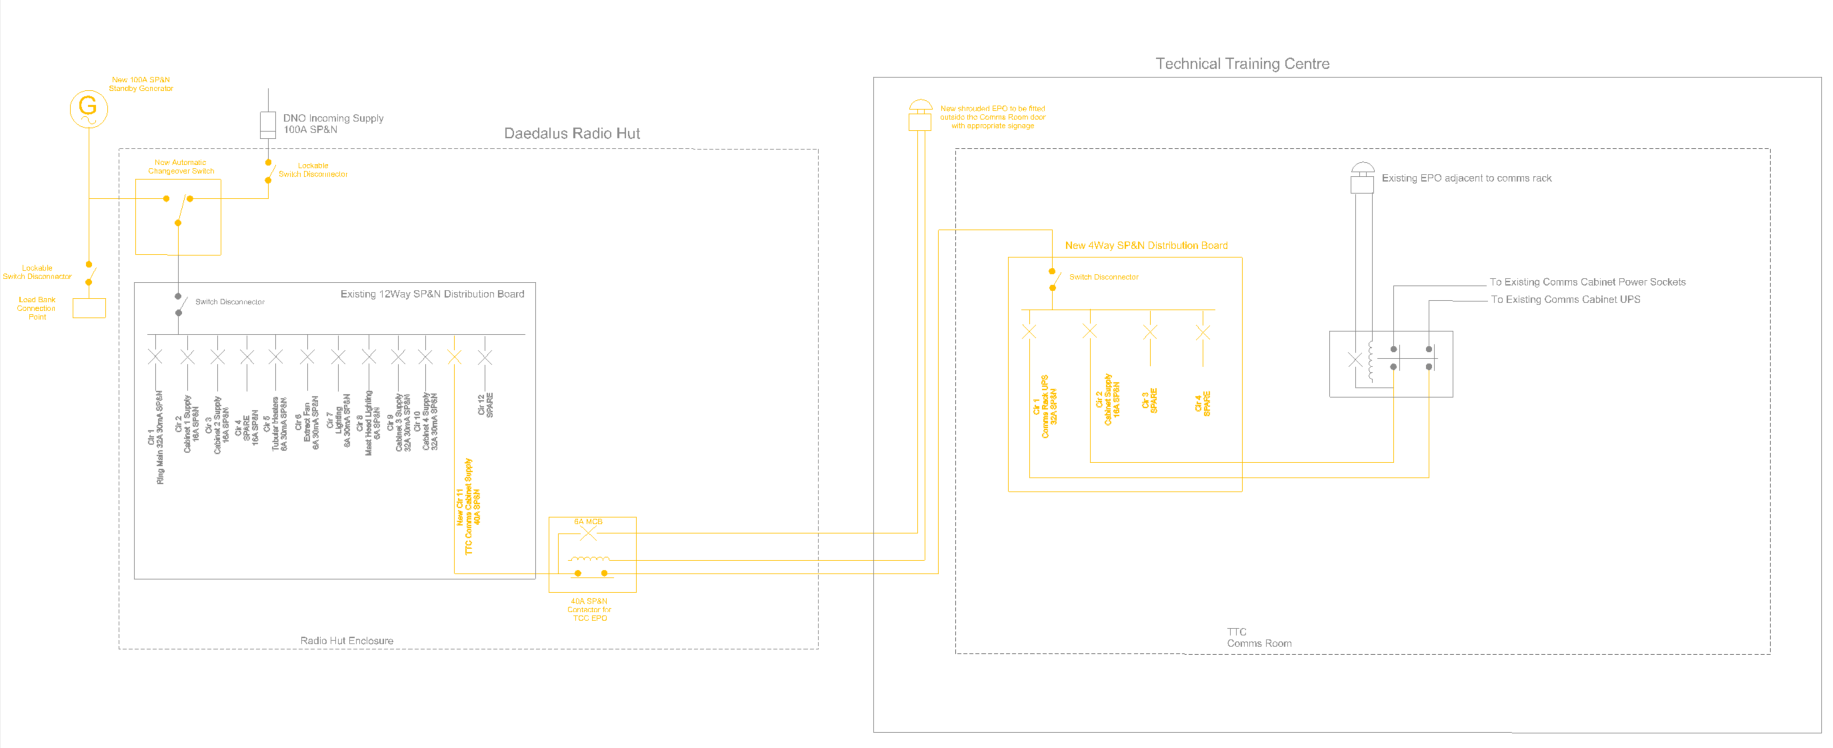 Technical Training Centre
New 100A SP&N
Standby Generator
G
DNO Incoming Supply
100A SP&N
Daedalus Radio Hut
New shrouded EPO to be fitted
outside the Comms Room door
with appropriate signage
New Automatic
Changeover Switch
Lockable
Switch Disconnector
Existing EPO adjacent to comms rack
New 4Way SP&N Distribution Board
Lockable
Switch Disconnector
Switch Disconnector
To Existing Comms Cabinet Power Sockets
To Existing Comms Cabinet UPS
Load Bank
Connection
Point
Existing 12Way SP&N Distribution Board
Switch Disconnector
Cir 1
Ring Main 32A 30mA SP&N
Cir 2
Cabinet 1 Supply
16A SP&N
Cir 3
Cabinet 2 Supply
16A SP&N
Cir 4
SPARE
16A SP&N
Cir 5
Tubular Heaters
6A 30mA SP&N
Cir 6
Extract Fan
6A 30mA SP&N
Cir 7
Lighting
6A 30mA SP&N
Cir 8
Mast Head Lighting
6A SP&N
Cir 9
Cabinet 3 Supply
32A 30mA SP&N
Cir 10
Cabinet 4 Supply
32A 30mA SP&N
New Cir 11
TTC Comms Cabinet Supply
40A SP&N
Cir 12
SPARE
Cir 1
Comms Rack UPS
32A SP&N
Cir 2
Cabinet Supply
16A SP&N
Cir 3
SPARE
Cir 4
SPARE
6A MCB
40A SP&N
Contactor for
TCC EPO
Radio Hut Enclosure
TTC
Comms Room